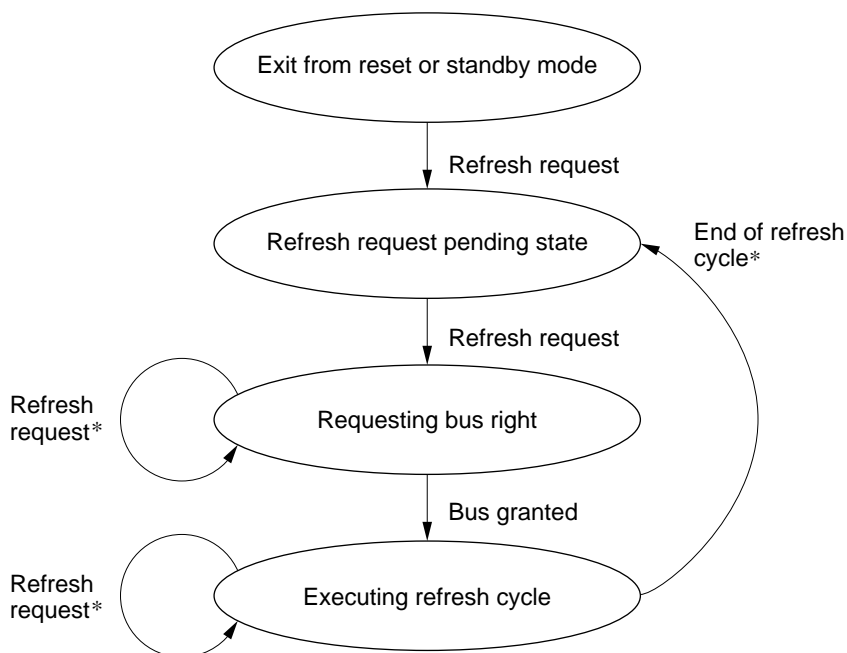 Exit from reset or standby mode
Refresh request
Refresh request pending state
End of refresh
cycle*
Refresh request
Refresh
request*
Requesting bus right
Bus granted
Refresh
request*
Executing refresh cycle